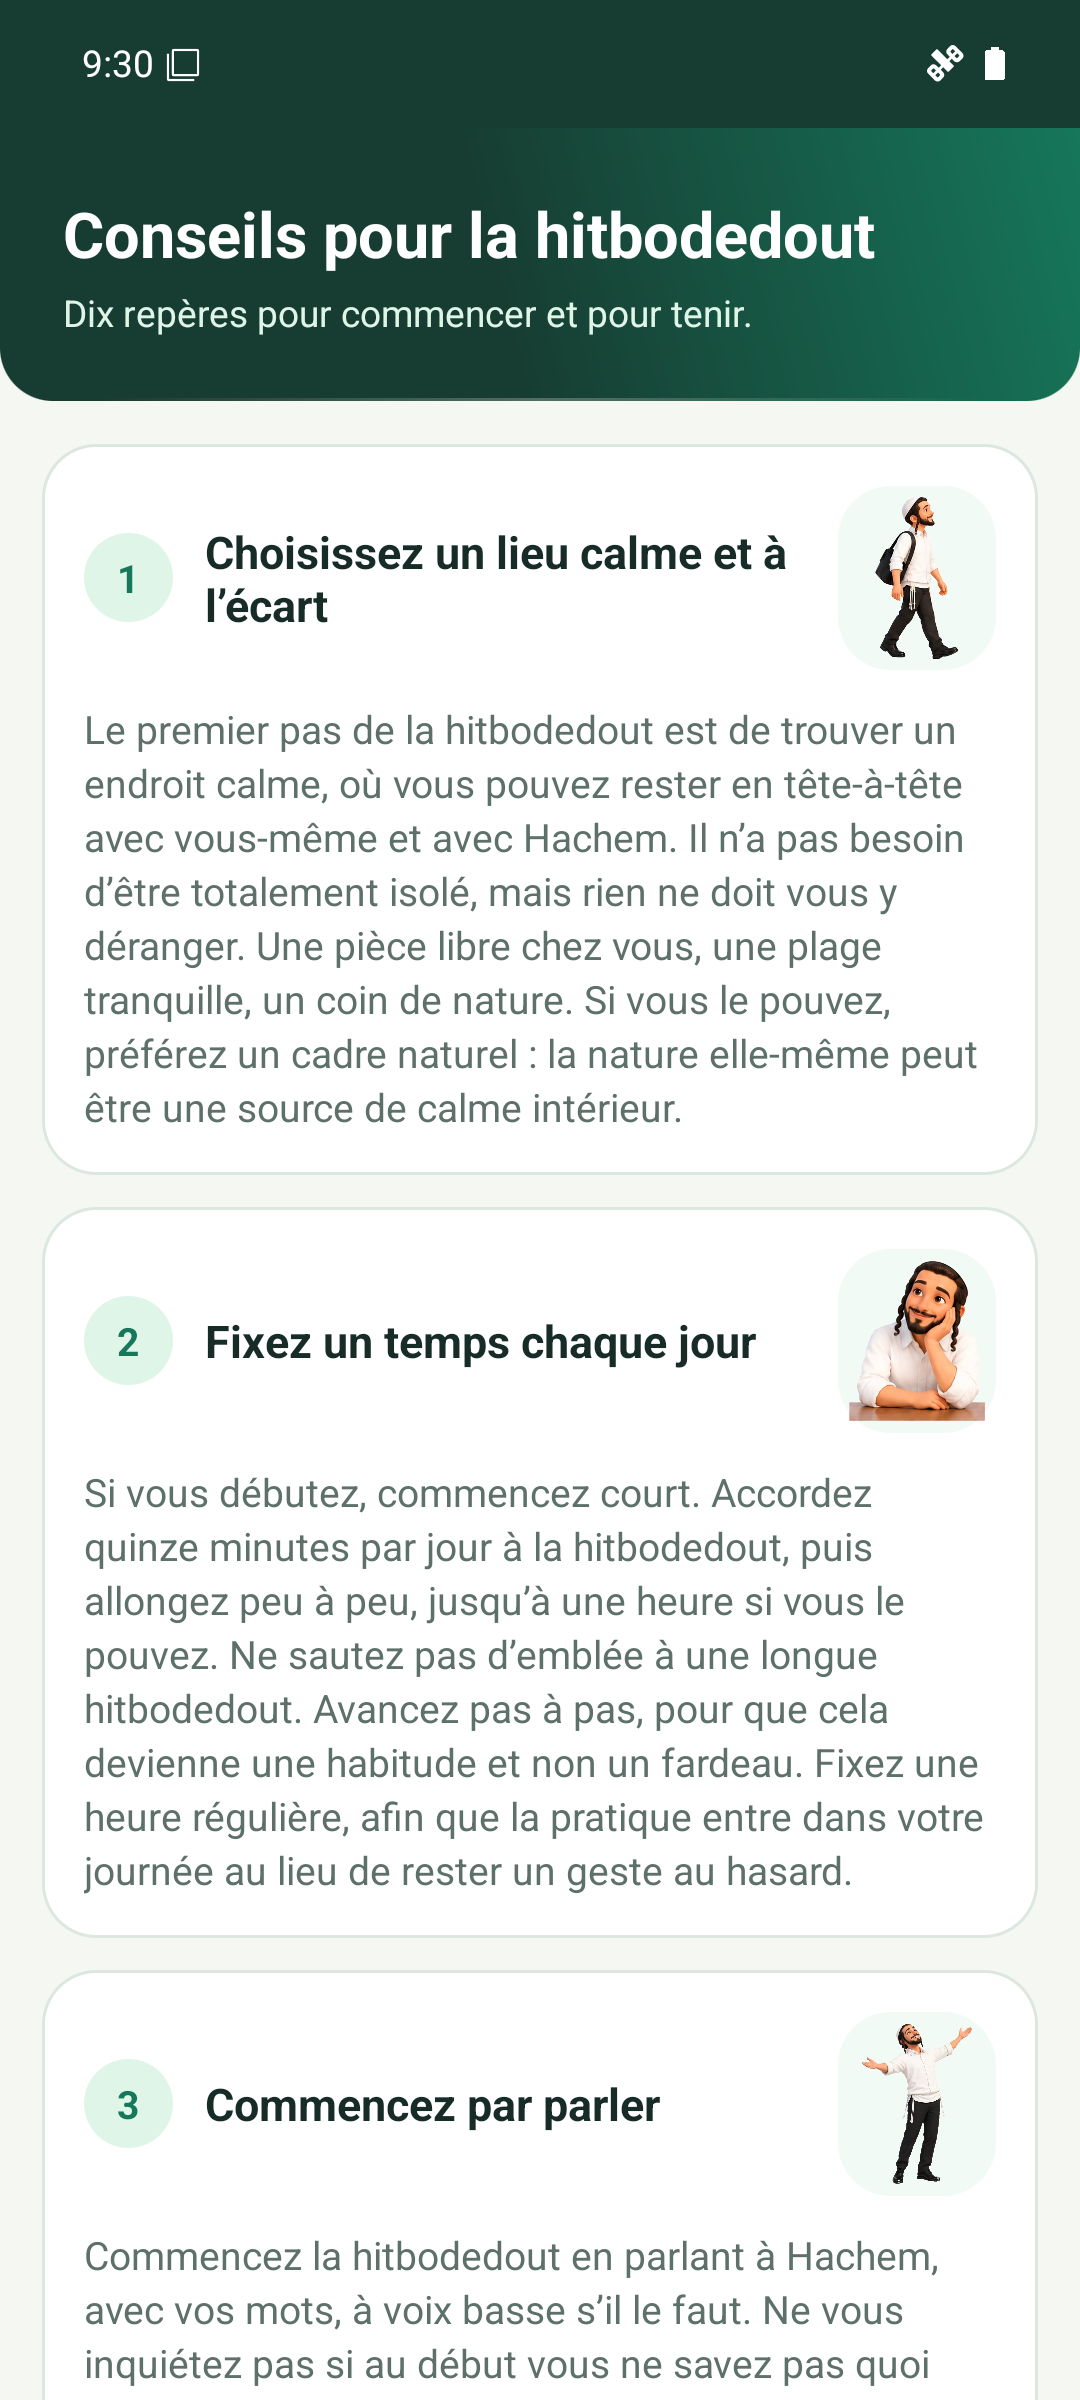 9:30
Conseils pour la hitbodedout
Dix repères pour commencer et pour tenir.
1
Choisissez un lieu calme et à
l’écart
Le premier pas de la hitbodedout est de trouver un
endroit calme, où vous pouvez rester en tête-à-tête
avec vous-même et avec Hachem. Il n’a pas besoin
d’être totalement isolé, mais rien ne doit vous y
déranger. Une pièce libre chez vous, une plage
tranquille, un coin de nature. Si vous le pouvez,
préférez un cadre naturel : la nature elle-même peut
être une source de calme intérieur.
2
Fixez un temps chaque jour
Si vous débutez, commencez court. Accordez
quinze minutes par jour à la hitbodedout, puis
allongez peu à peu, jusqu’à une heure si vous le
pouvez. Ne sautez pas d’emblée à une longue
hitbodedout. Avancez pas à pas, pour que cela
devienne une habitude et non un fardeau. Fixez une
heure régulière, afin que la pratique entre dans votre
journée au lieu de rester un geste au hasard.
3
Commencez par parler
Commencez la hitbodedout en parlant à Hachem,
avec vos mots, à voix basse s’il le faut. Ne vous
inquiétez pas si au début vous ne savez pas quoi